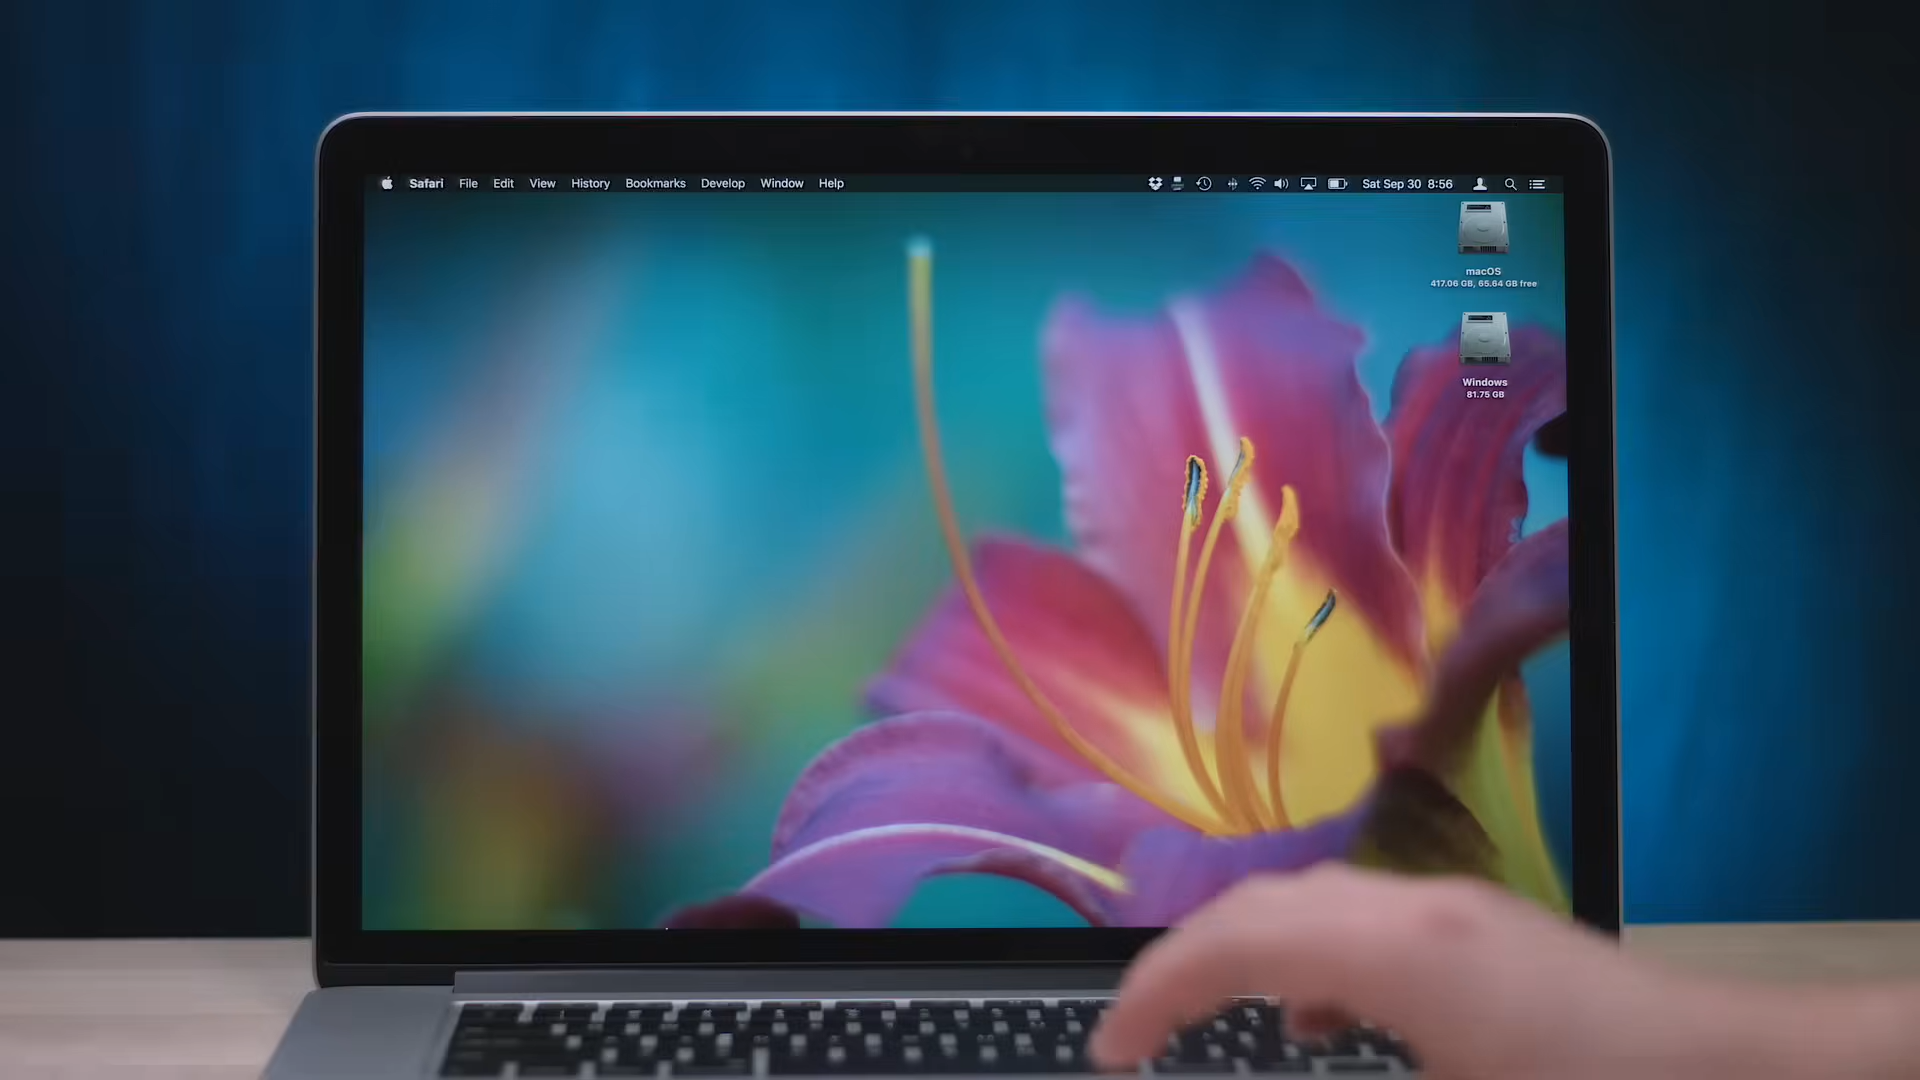 Safari File Edit View History Bookmarks Develop Window Help Sat Sep 30 8:56
macOS
417.06 GB, 65.64 GB free
Windows
81.75 GB